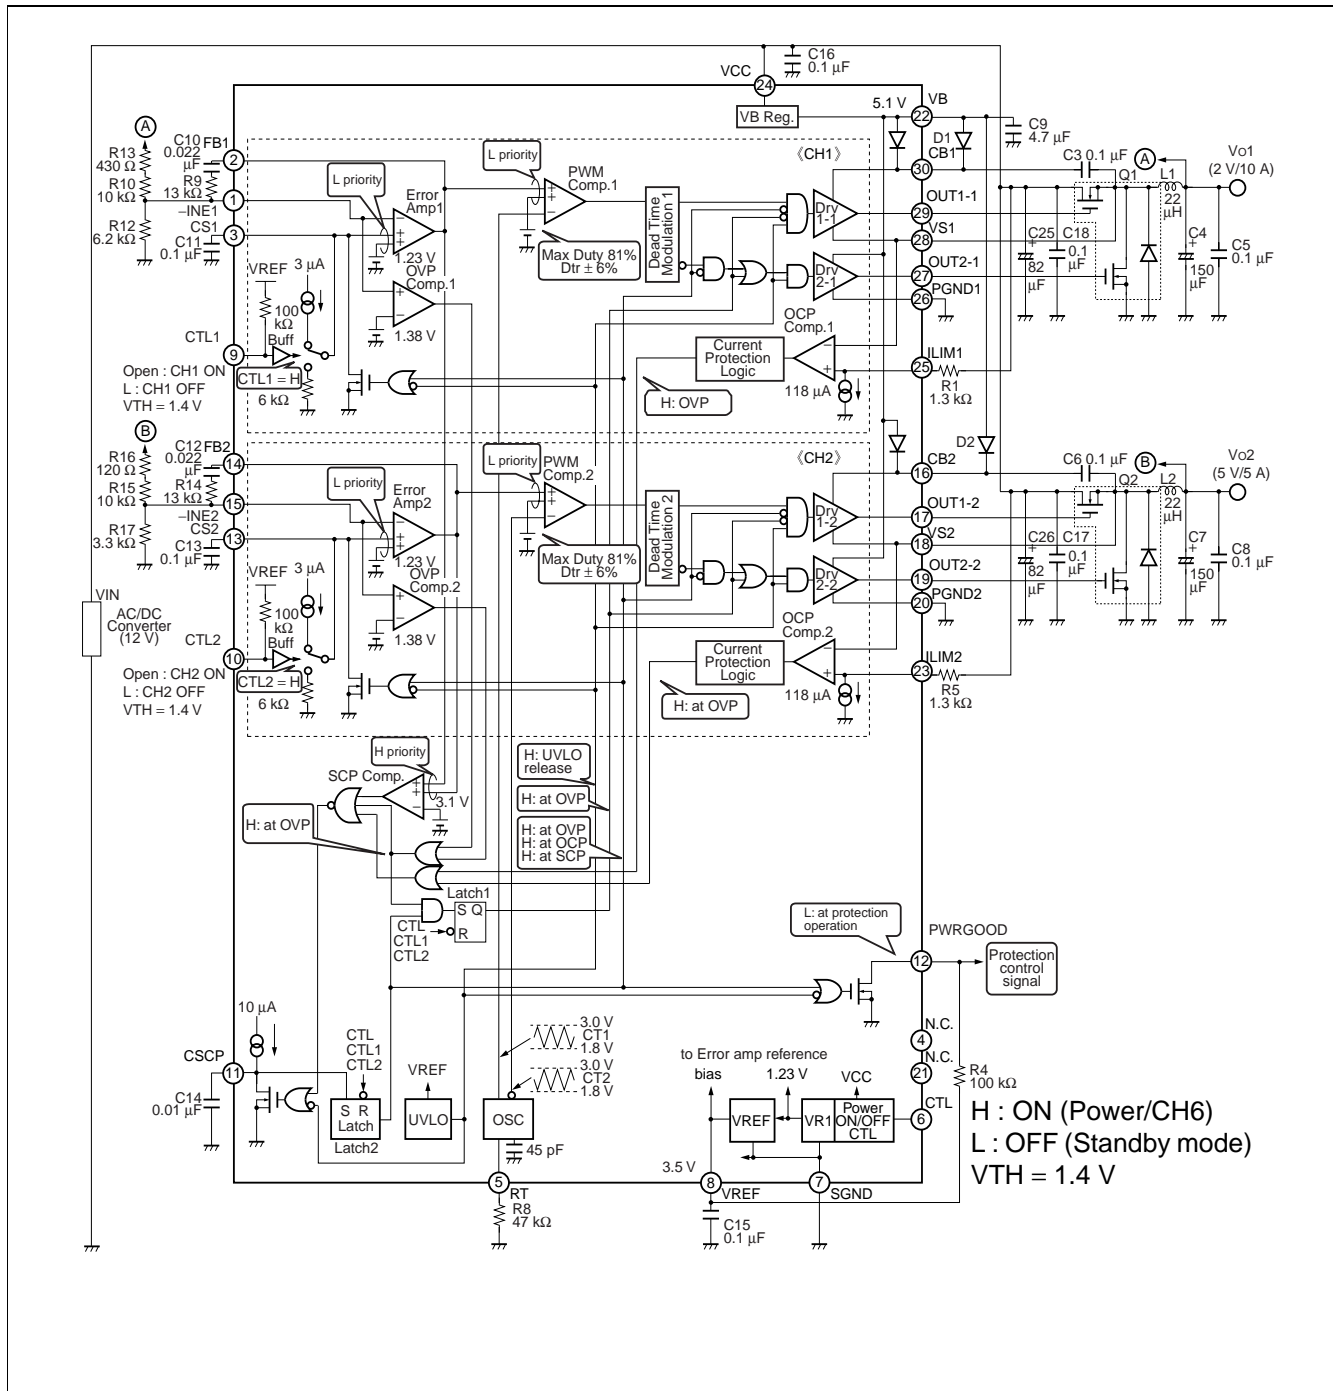 C16
0.1 µF
VCC
24
VB Reg.
5.1 V
VB
22
C9
4.7 µF
D1
CB1
30
C3 0.1 µF
A
VO1
(2 V/10 A)
Q1
L1
22
µH
A
R13
430 Ω
R10
10 kΩ
R12
6.2 kΩ
C10
0.022
µF
FB1
2
R9
13 kΩ
1
–INE1
CS1
3
C11
0.1 µF
L priority
Error
Amp1
1.23 V
OVP
Comp.1
1.38 V
VREF
3 µA
100
kΩ
Buff
CTL1
9
CTL1 = H
6 kΩ
Open : CH1 ON
L : CH1 OFF
VTH = 1.4 V
L priority
PWM
Comp.1
Max Duty 81%
Dtr ± 6%
Dead Time
Modulation 1
《CH1》
Drv
1-1
Drv
2-1
OUT1-1
29
VS1
28
OUT2-1
27
PGND1
26
C25
82
µF
C18
0.1
µF
C4
150
µF
C5
0.1 µF
OCP
Comp.1
Current
Protection
Logic
118 µA
ILIM1
25
R1
1.3 kΩ
H: OVP
B
R16
120 Ω
R15
10 kΩ
R17
3.3 kΩ
C12
0.022
µF
FB2
14
R14
13 kΩ
15
–INE2
CS2
13
C13
0.1 µF
L priority
Error
Amp2
1.23 V
OVP
Comp.2
1.38 V
VREF
3 µA
100
kΩ
Buff
CTL2
10
CTL2 = H
6 kΩ
Open : CH2 ON
L : CH2 OFF
VTH = 1.4 V
VIN
AC/DC
Converter
(12 V)
L priority
PWM
Comp.2
Max Duty 81%
Dtr ± 6%
Dead Time
Modulation 2
《CH2》
Drv
1-2
Drv
2-2
D2
CB2
16
C6 0.1 µF
B
VO2
(5 V/5 A)
Q2
L2
22
µH
OUT1-2
17
VS2
18
OUT2-2
19
PGND2
20
C26
82
µF
C17
0.1
µF
C7
150
µF
C8
0.1 µF
OCP
Comp.2
Current
Protection
Logic
118 µA
ILIM2
23
R5
1.3 kΩ
H: at OVP
H priority
SCP Comp.
3.1 V
H: at OVP
H: UVLO
release
H: at OVP
H: at OVP
H: at OCP
H: at SCP
Latch1
S Q
R
CTL
CTL1
CTL2
L: at protection
operation
PWRGOOD
12
Protection
control
signal
10 µA
CSCP
11
C14
0.01 µF
CTL
CTL1
CTL2
S R
Latch
Latch2
VREF
UVLO
OSC
45 pF
3.0 V
CT1
1.8 V
3.0 V
CT2
1.8 V
5
RT
R8
47 kΩ
to Error amp reference
bias
1.23 V
VREF
VCC
VR1
Power
ON/OFF
CTL
3.5 V
8
VREF
C15
0.1 µF
7
SGND
N.C.
4
N.C.
21
CTL
6
R4
100 kΩ
H : ON (Power/CH6)
L : OFF (Standby mode)
VTH = 1.4 V